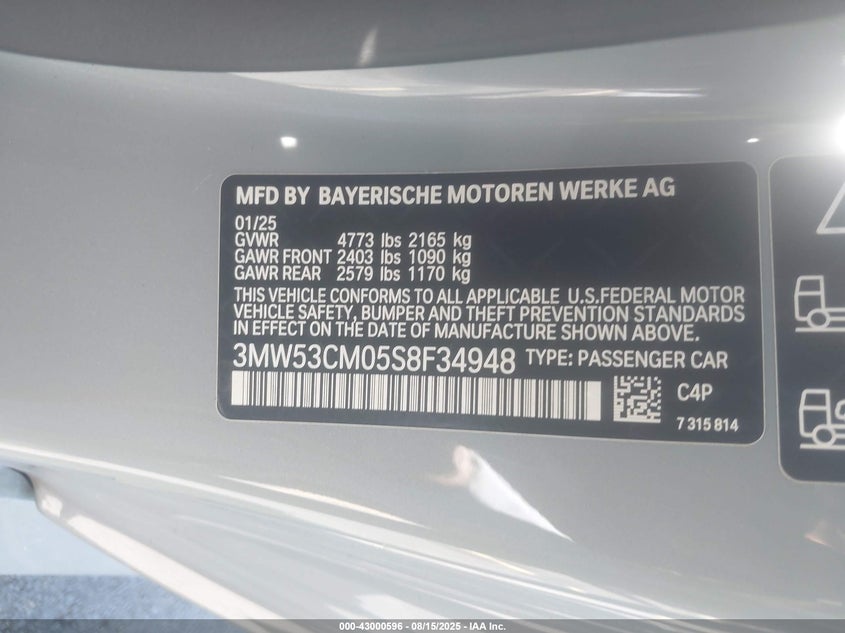 MFD BY BAYERISCHE MOTOREN WERKE AG
01/25
GVWR 4773 lbs 2165 kg
GAWR FRONT 2403 lbs 1090 kg
GAWR REAR 2579 lbs 1170 kg
THIS VEHICLE CONFORMS TO ALL APPLICABLE U.S.FEDERAL MOTOR
VEHICLE SAFETY, BUMPER AND THEFT PREVENTION STANDARDS
IN EFFECT ON THE DATE OF MANUFACTURE SHOWN ABOVE.
3MW53CM05S8F34948 TYPE: PASSENGER CAR
C4P
7 315 814
000-43000596 - 08/15/2025 - IAA Inc.